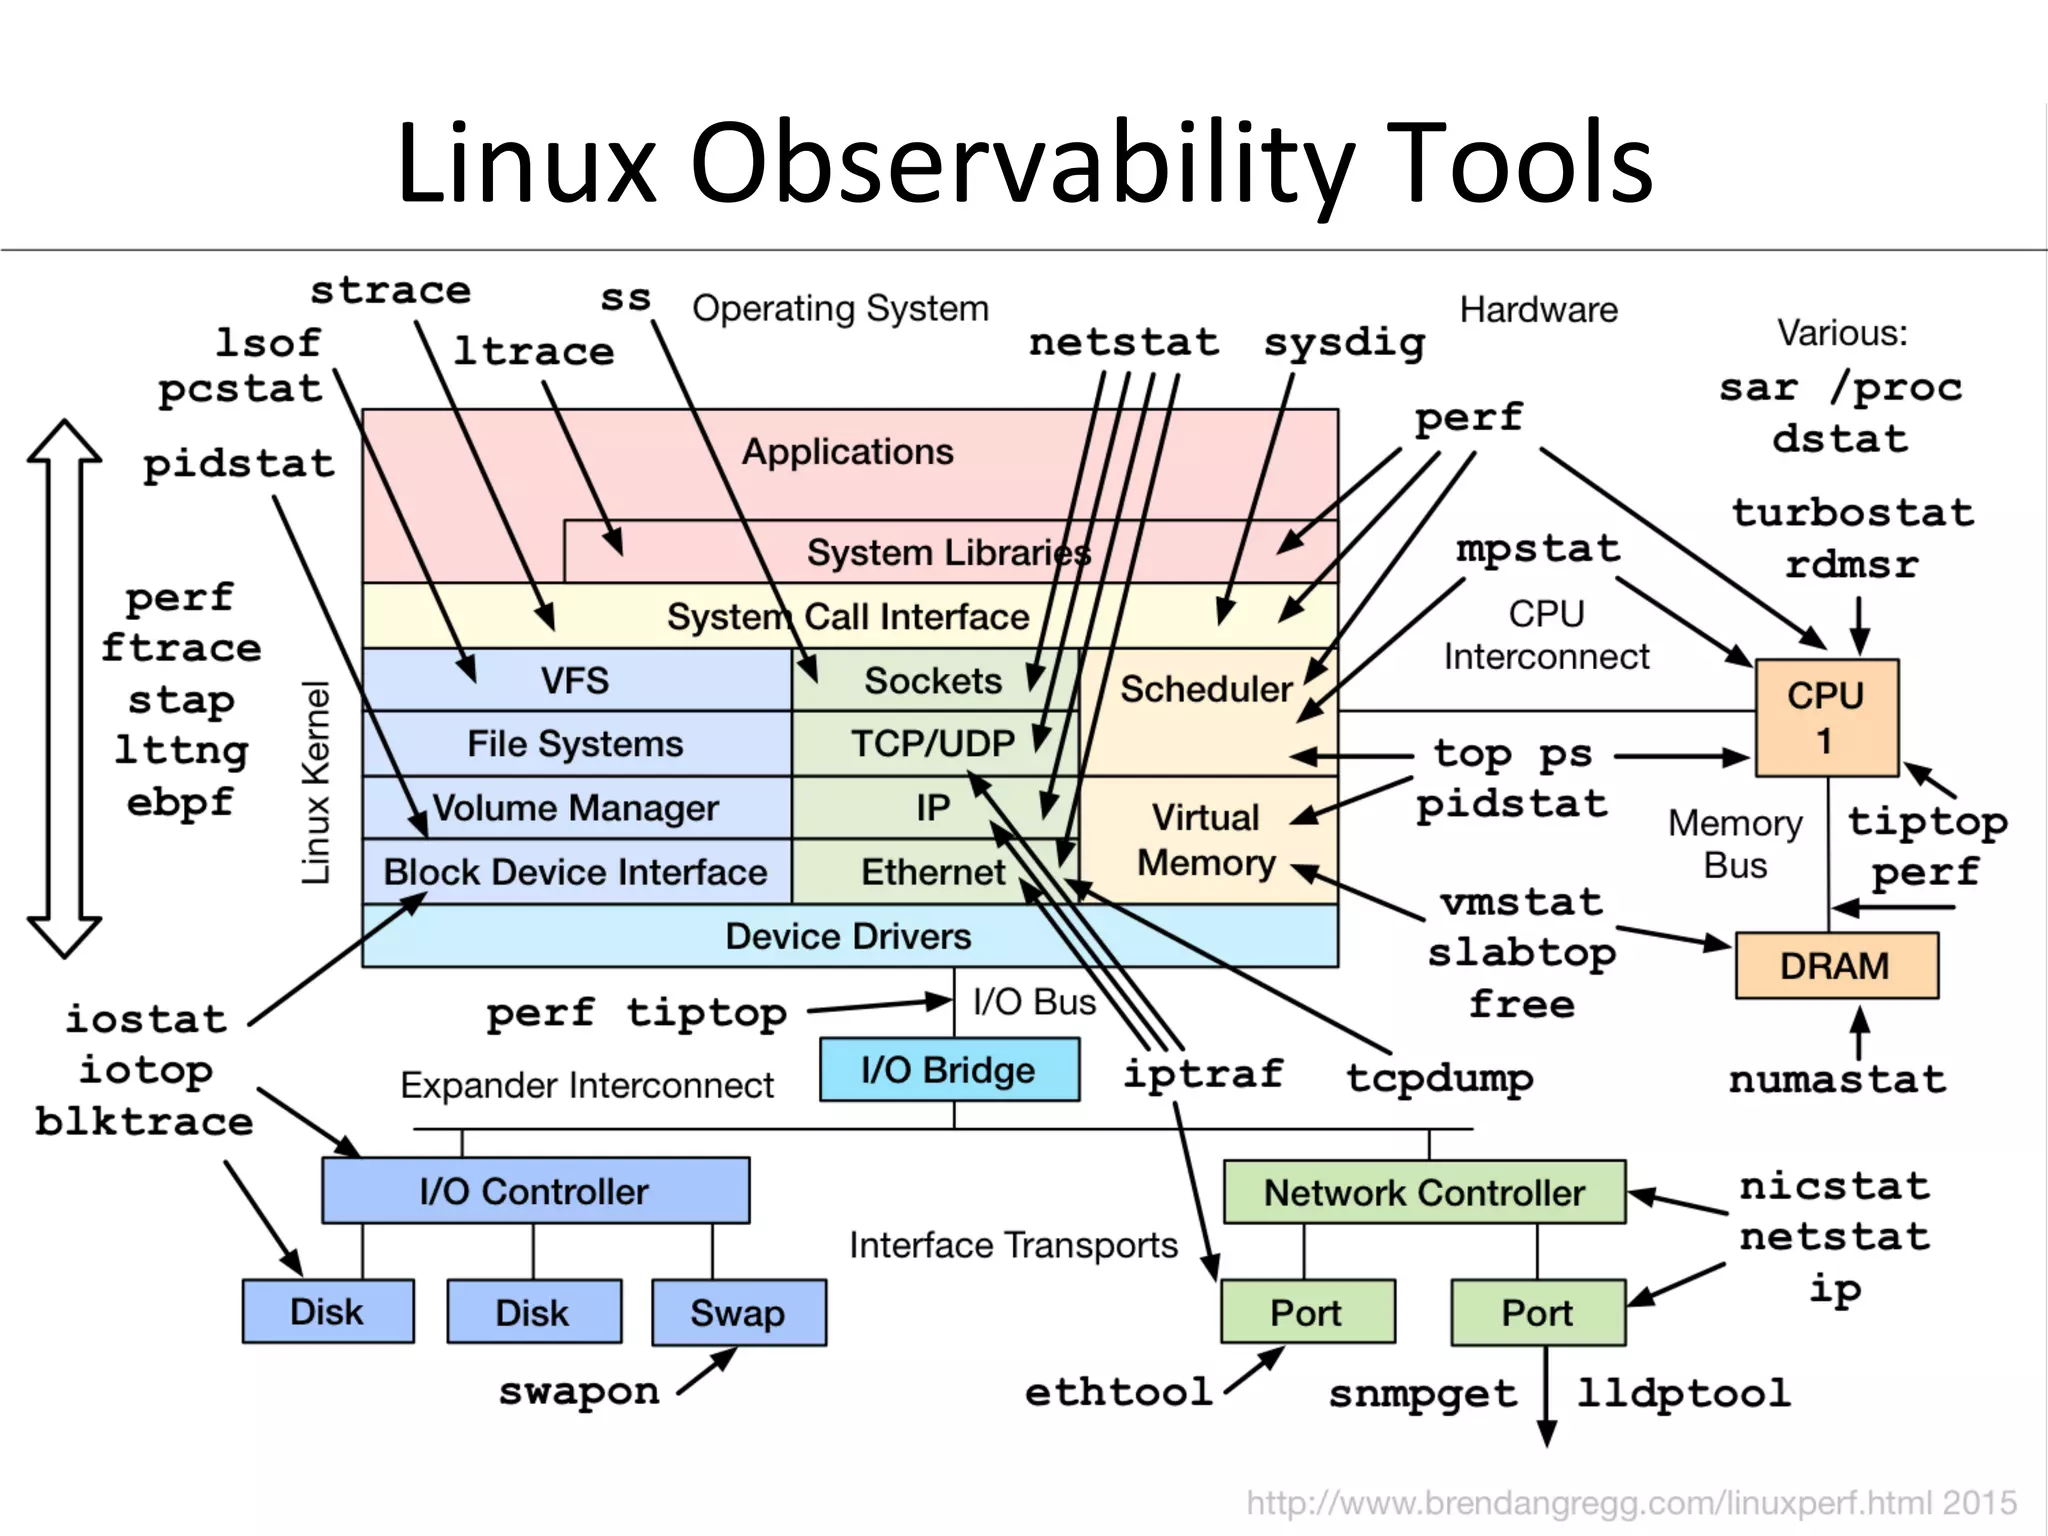 Linux Observability Tools
strace
ss
Operating System
Hardware
lsof
pcstat
ltrace
netstat
sysdig
Various:
sar /proc
dstat
perf
pidstat
Applications
turbostat
rdmsr
mpstat
System Libraries
CPU
Interconnect
perf
ftrace
stap
lttng
ebpf
System Call Interface
Linux Kernel
VFS
Sockets
Scheduler
CPU
1
File Systems
TCP/UDP
top ps
pidstat
Volume Manager
IP
Virtual
Memory
Memory
Bus
tiptop
perf
Block Device Interface
Ethernet
vmstat
slabtop
free
Device Drivers
DRAM
iostat
iotop
blktrace
perf tiptop
I/O Bus
Expander Interconnect
I/O Bridge
iptraf
tcpdump
numastat
I/O Controller
Network Controller
nicstat
netstat
ip
Interface Transports
Disk
Disk
Swap
Port
Port
swapon
ethtool
snmpget
lldptool
http://www.brendangregg.com/linuxperf.html 2015